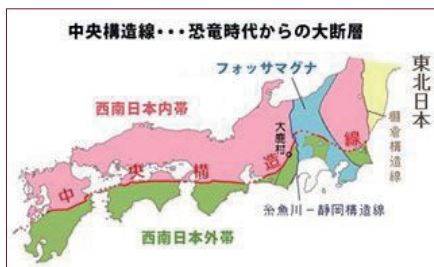 中央構造線・・・恐竜時代からの大断層
フォッサマグナ
東北日本
西南日本内帯
棚倉構造線
大鹿村
中央構造線
糸魚川－静岡構造線
西南日本外帯